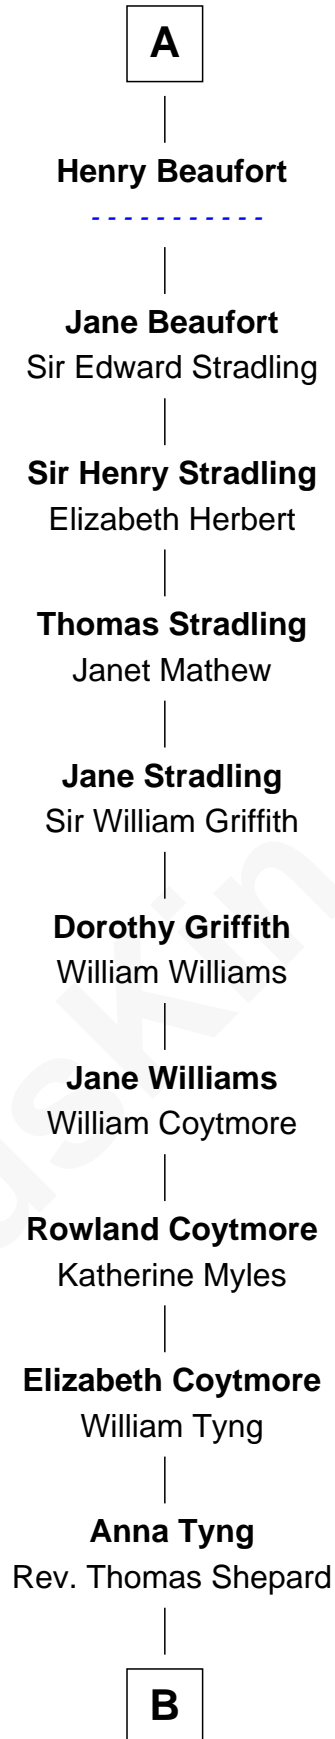 A
Henry Beaufort
- - - - - - - - - - -
Jane Beaufort
Sir Edward Stradling
Sir Henry Stradling
Elizabeth Herbert
Thomas Stradling
Janet Mathew
Jane Stradling
Sir William Griffith
Dorothy Griffith
William Williams
Jane Williams
William Coytmore
Rowland Coytmore
Katherine Myles
Elizabeth Coytmore
William Tyng
Anna Tyng
Rev. Thomas Shepard
B